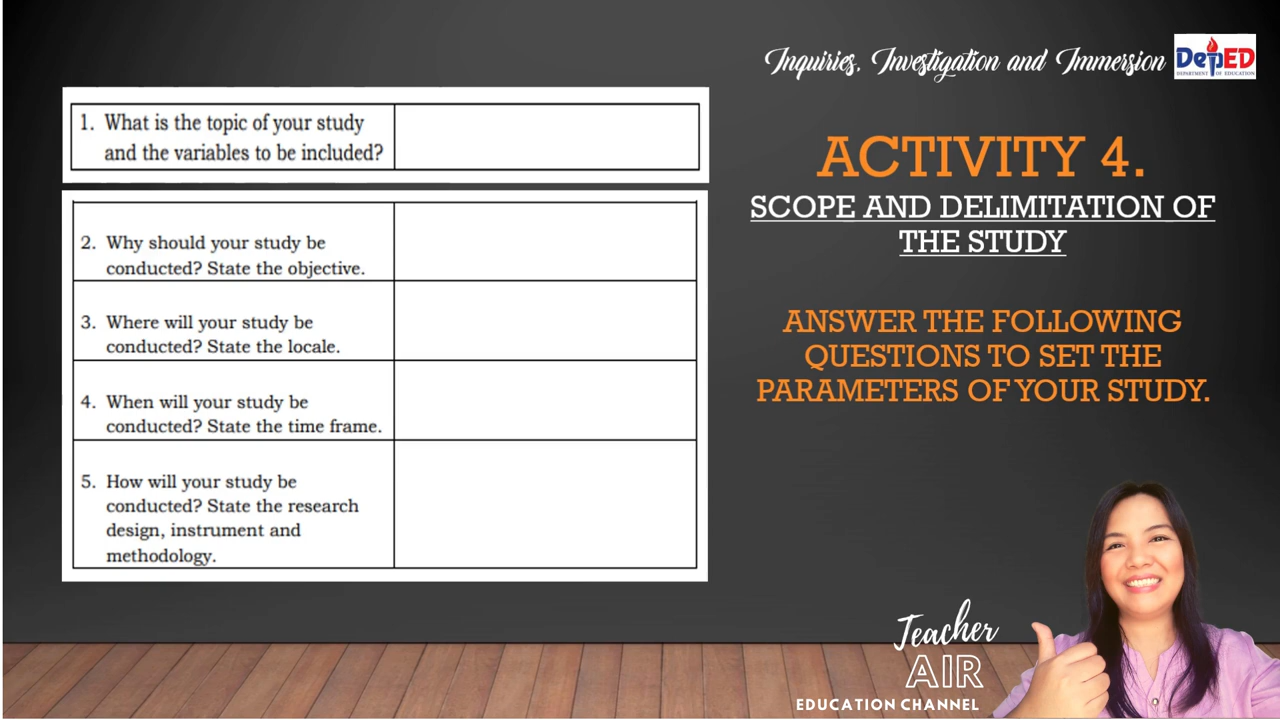 Inquiries, Investigation and Immersion
DepED
DEPARTMENT OF EDUCATION
1. What is the topic of your study
and the variables to be included?
2. Why should your study be
conducted? State the objective.
3. Where will your study be
conducted? State the locale.
4. When will your study be
conducted? State the time frame.
5. How will your study be
conducted? State the research
design, instrument and
methodology.
ACTIVITY 4.
SCOPE AND DELIMITATION OF
THE STUDY
ANSWER THE FOLLOWING
QUESTIONS TO SET THE
PARAMETERS OF YOUR STUDY.
Teacher
AIR
EDUCATION CHANNEL